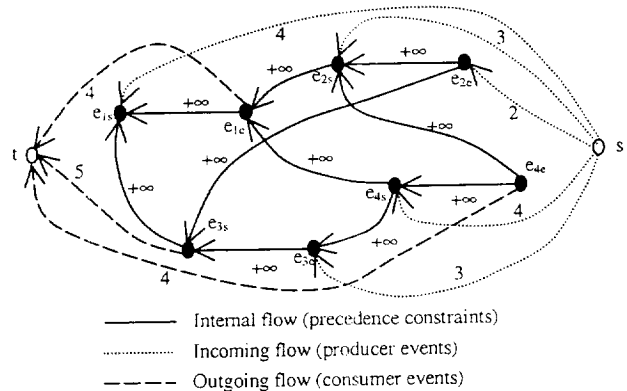 4
3
e2s
+∞
e2e
4
+∞
+∞
2
e1s
+∞
e1e
+∞
t
+∞
s
5
+∞
e4s
e4e
+∞
4
e3s
+∞
+∞
e3e
4
3
Internal flow (precedence constraints)
Incoming flow (producer events)
Outgoing flow (consumer events)